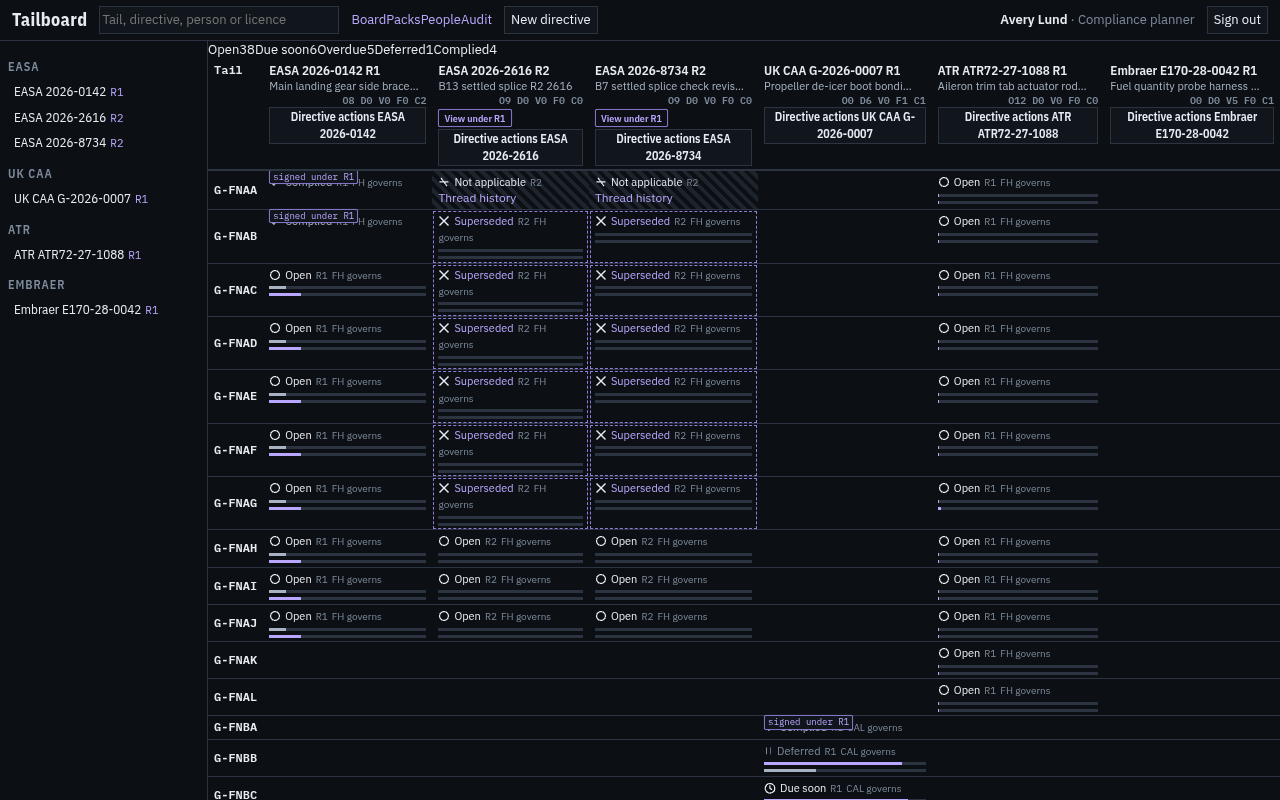 Tailboard
Tail, directive, person or licence
BoardPacksPeopleAudit
New directive
Avery Lund · Compliance planner
Sign out
EASA
EASA 2026-0142 R1
EASA 2026-2616 R2
EASA 2026-8734 R2
UK CAA
UK CAA G-2026-0007 R1
ATR
ATR ATR72-27-1088 R1
EMBRAER
Embraer E170-28-0042 R1
Open38Due soon6Overdue5Deferred1Complied4
Tail
EASA 2026-0142 R1
Main landing gear side brace...
O8 D0 V0 F0 C2
Directive actions EASA
2026-0142
EASA 2026-2616 R2
B13 settled splice R2 2616
O9 D0 V0 F0 C0
View under R1
Directive actions EASA
2026-2616
EASA 2026-8734 R2
B7 settled splice check revis...
O9 D0 V0 F0 C0
View under R1
Directive actions EASA
2026-8734
UK CAA G-2026-0007 R1
Propeller de-icer boot bondi...
O0 D6 V0 F1 C1
Directive actions UK CAA G-
2026-0007
ATR ATR72-27-1088 R1
Aileron trim tab actuator rod...
O12 D0 V0 F0 C0
Directive actions ATR
ATR72-27-1088
Embraer E170-28-0042 R1
Fuel quantity probe harness ...
O0 D0 V5 F0 C1
Directive actions Embraer
E170-28-0042
G-FNAA
signed under R1
FH governs
Not applicable R2
Thread history
Not applicable R2
Thread history
Open R1 FH governs
G-FNAB
signed under R1
FH governs
Superseded R2 FH
governs
Superseded R2 FH governs
Open R1 FH governs
G-FNAC
Open R1 FH governs
Superseded R2 FH
governs
Superseded R2 FH governs
Open R1 FH governs
G-FNAD
Open R1 FH governs
Superseded R2 FH
governs
Superseded R2 FH governs
Open R1 FH governs
G-FNAE
Open R1 FH governs
Superseded R2 FH
governs
Superseded R2 FH governs
Open R1 FH governs
G-FNAF
Open R1 FH governs
Superseded R2 FH
governs
Superseded R2 FH governs
Open R1 FH governs
G-FNAG
Open R1 FH governs
Superseded R2 FH
governs
Superseded R2 FH governs
Open R1 FH governs
G-FNAH
Open R1 FH governs
Open R2 FH governs
Open R2 FH governs
Open R1 FH governs
G-FNAI
Open R1 FH governs
Open R2 FH governs
Open R2 FH governs
Open R1 FH governs
G-FNAJ
Open R1 FH governs
Open R2 FH governs
Open R2 FH governs
Open R1 FH governs
G-FNAK
Open R1 FH governs
G-FNAL
Open R1 FH governs
G-FNBA
signed under R1
CAL governs
G-FNBB
Deferred R1 CAL governs
G-FNBC
Due soon R1 CAL governs